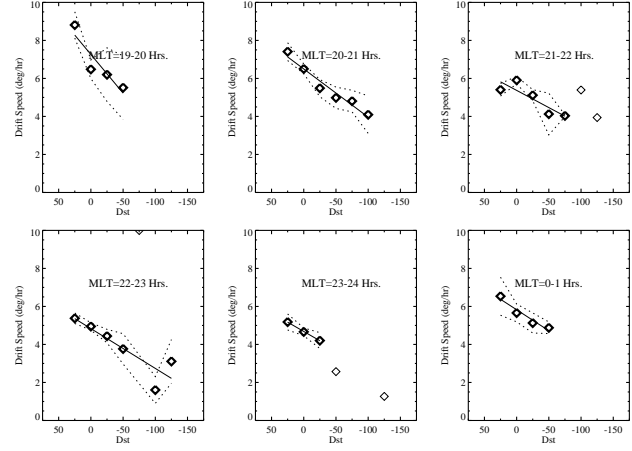 10 8 6 4 2 0
MLT=19-20 Hrs.
Drift Speed (deg/hr)
50 0 -50 -100 -150
Dst
10 8 6 4 2 0
MLT=20-21 Hrs.
Drift Speed (deg/hr)
50 0 -50 -100 -150
Dst
10 8 6 4 2 0
MLT=21-22 Hrs.
Drift Speed (deg/hr)
50 0 -50 -100 -150
Dst
10 8 6 4 2 0
MLT=22-23 Hrs.
Drift Speed (deg/hr)
50 0 -50 -100 -150
Dst
10 8 6 4 2 0
MLT=23-24 Hrs.
Drift Speed (deg/hr)
50 0 -50 -100 -150
Dst
10 8 6 4 2 0
MLT=0-1 Hrs.
Drift Speed (deg/hr)
50 0 -50 -100 -150
Dst